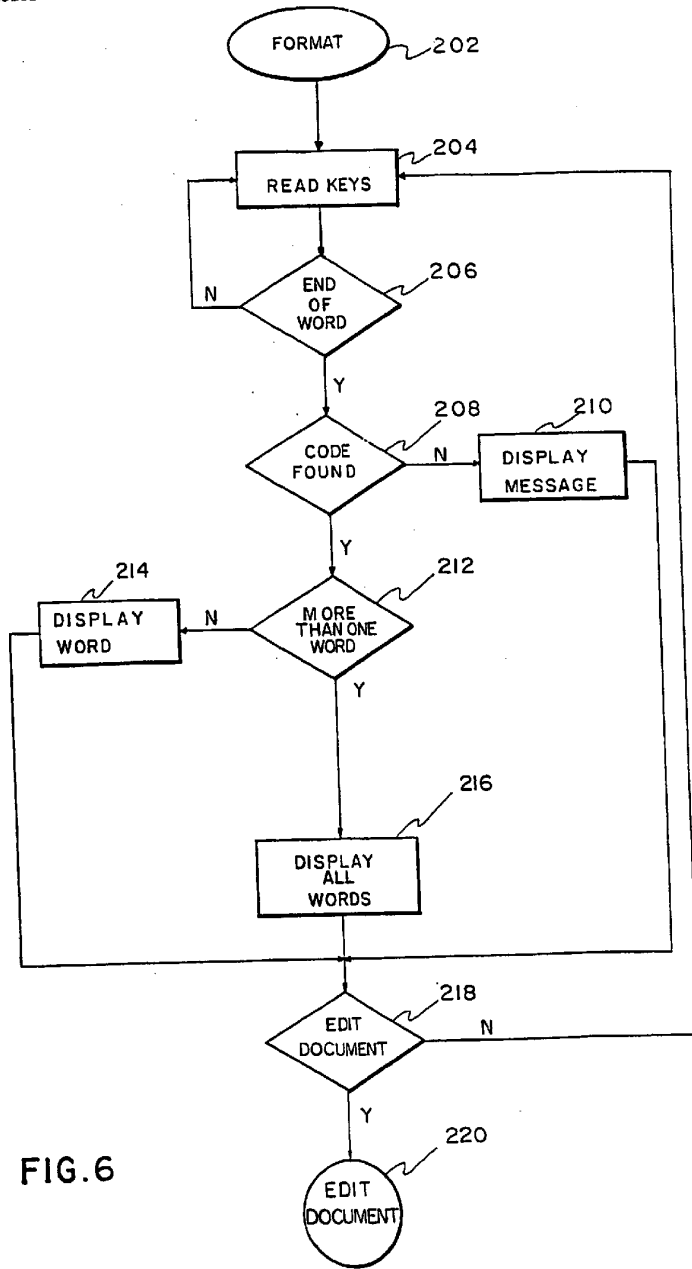 FORMAT
202
204
READ KEYS
206
END
OF
WORD
N
Y
208
CODE
FOUND
N
210
DISPLAY
MESSAGE
Y
212
MORE
THAN ONE
WORD
N
214
DISPLAY
WORD
Y
216
DISPLAY
ALL
WORDS
218
EDIT
DOCUMENT
N
Y
220
EDIT
DOCUMENT
FIG.6